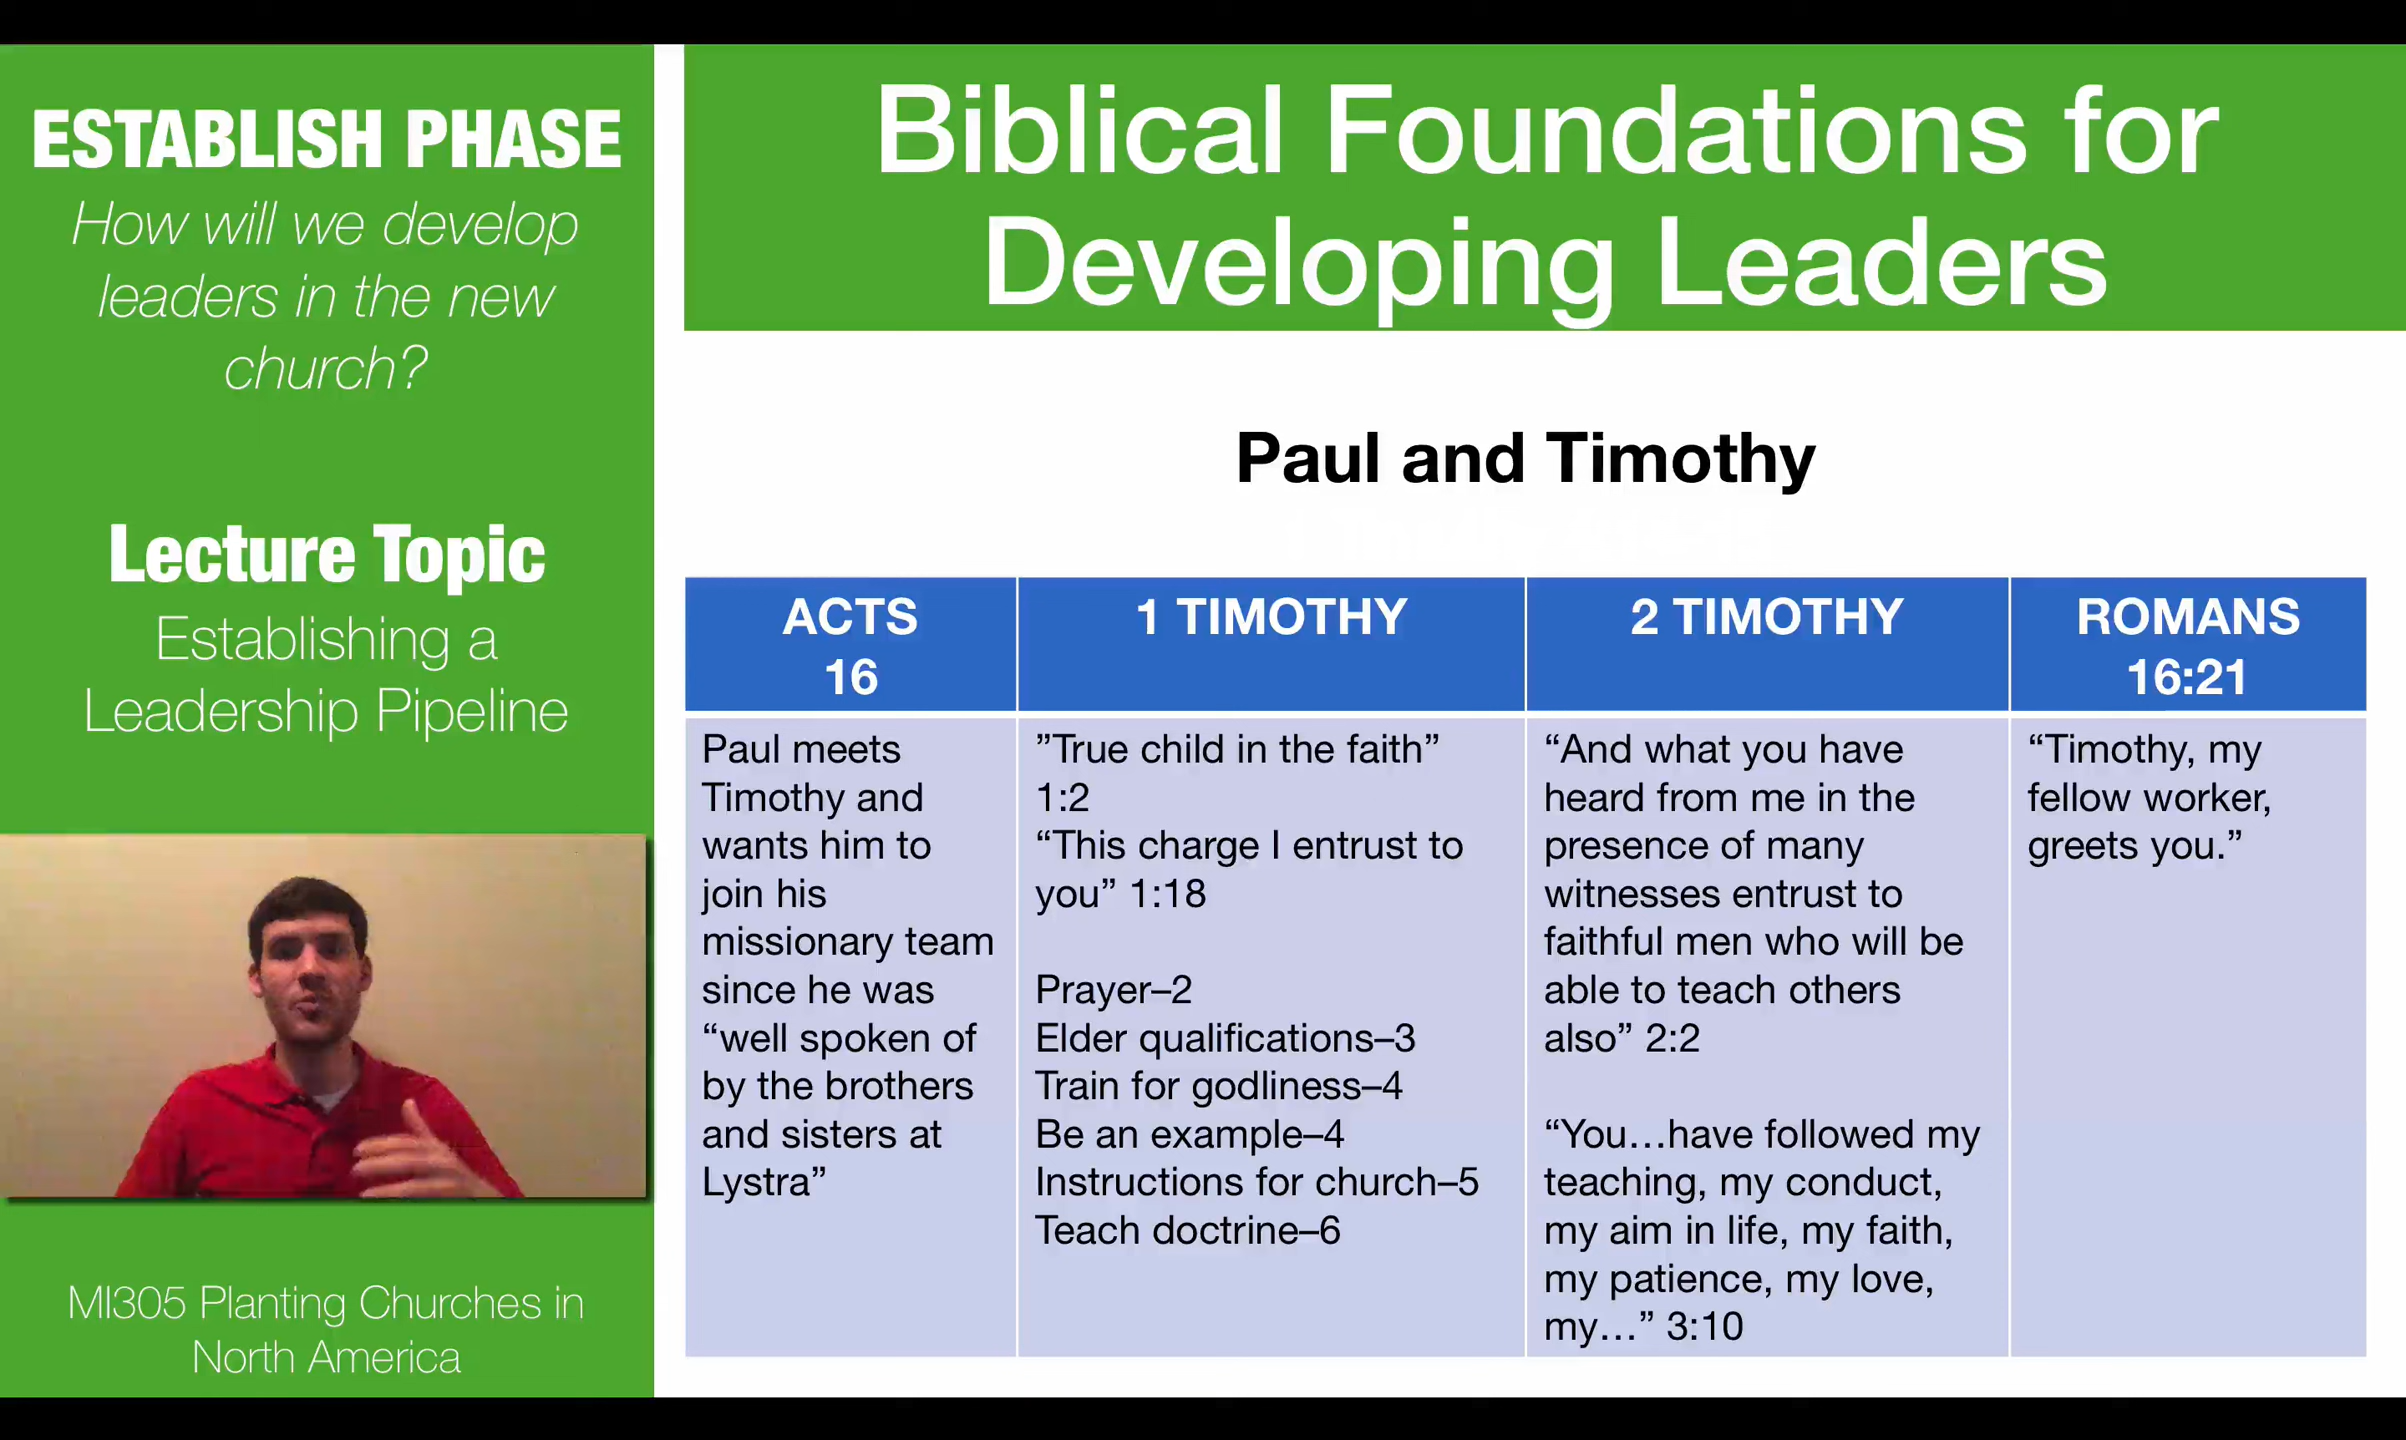 ESTABLISH PHASE
How will we develop
leaders in the new
church?
Lecture Topic
Establishing a
Leadership Pipeline
MI305 Planting Churches in
North America
Biblical Foundations for
Developing Leaders
Paul and Timothy
ACTS
16
Paul meets
Timothy and
wants him to
join his
missionary team
since he was
“well spoken of
by the brothers
and sisters at
Lystra”
1 TIMOTHY
”True child in the faith”
1:2
“This charge I entrust to
you” 1:18
Prayer–2
Elder qualifications–3
Train for godliness–4
Be an example–4
Instructions for church–5
Teach doctrine–6
2 TIMOTHY
“And what you have
heard from me in the
presence of many
witnesses entrust to
faithful men who will be
able to teach others
also” 2:2
“You…have followed my
teaching, my conduct,
my aim in life, my faith,
my patience, my love,
my…” 3:10
ROMANS
16:21
“Timothy, my
fellow worker,
greets you.”